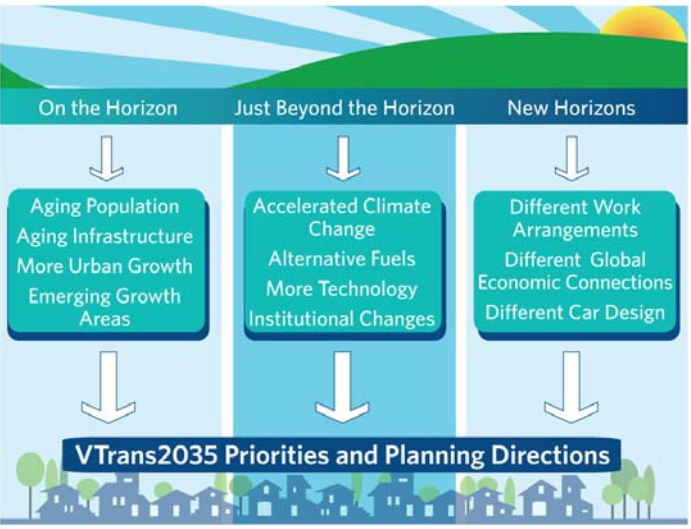 On the Horizon
Just Beyond the Horizon
New Horizons
Aging Population
Aging Infrastructure
More Urban Growth
Emerging Growth
Areas
Accelerated Climate
Change
Alternative Fuels
More Technology
Institutional Changes
Different Work
Arrangements
Different Global
Economic Connections
Different Car Design
VTrans2035 Priorities and Planning Directions